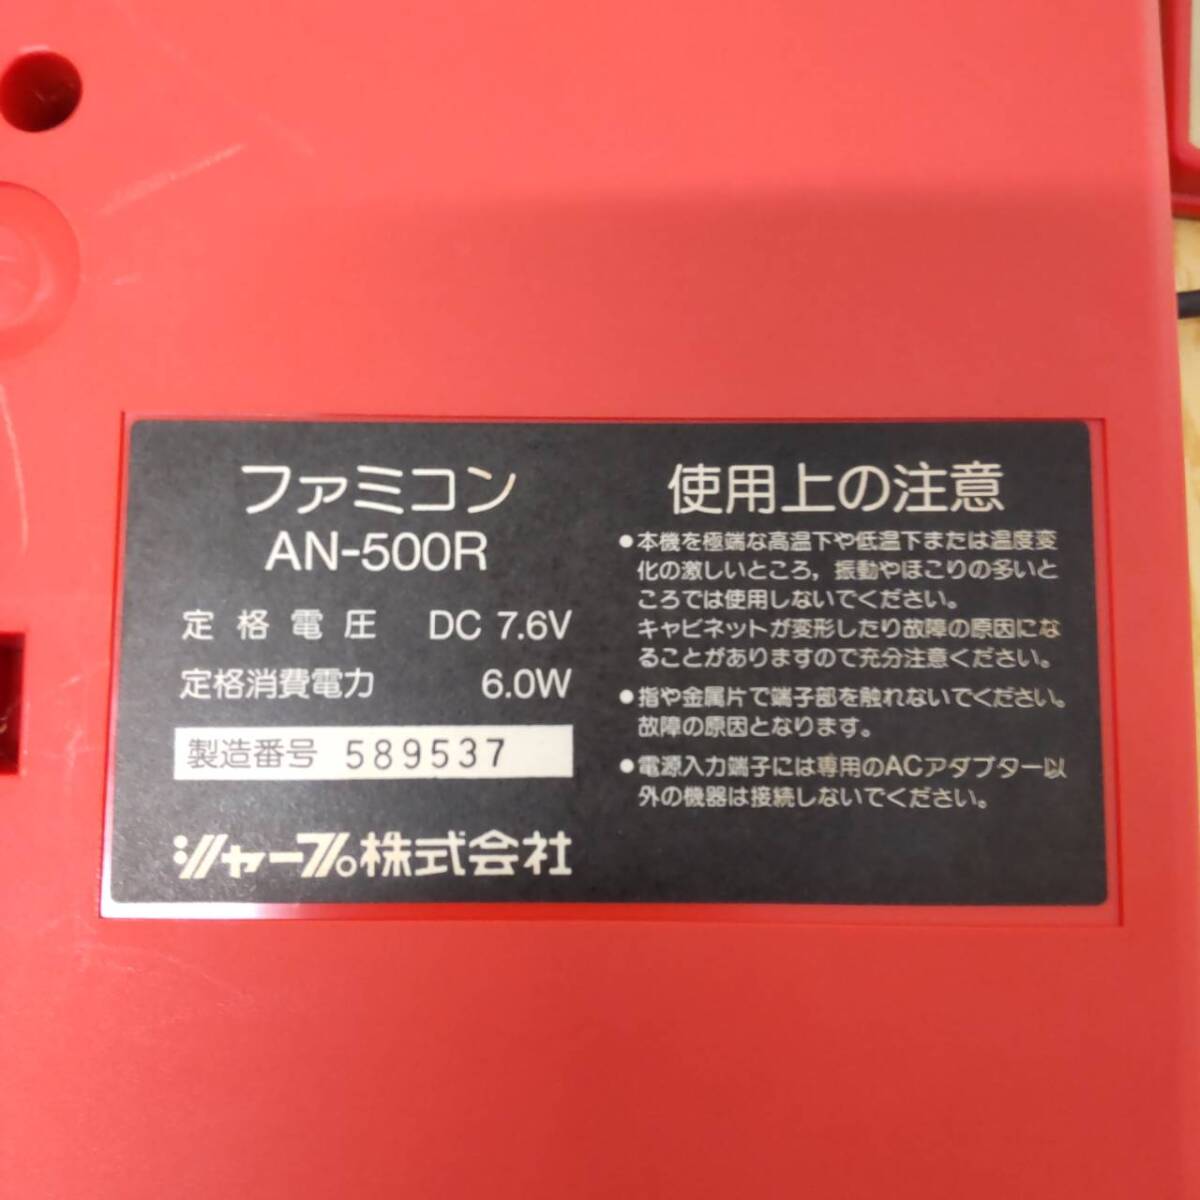 ファミコン
AN-500R
定格電圧 DC 7.6V
定格消費電力 6.0W
製造番号 589537
シャープ株式会社
使用上の注意
●本機を極端な高温下や低温下または温度変
化の激しいところ,振動やほこりの多いと
ころでは使用しないでください。
キャビネットが変形したり故障の原因にな
ることがありますので充分注意ください。
●指や金属片で端子部を触れないでください。
故障の原因となります。
●電源入力端子には専用のACアダプター以
外の機器は接続しないでください。